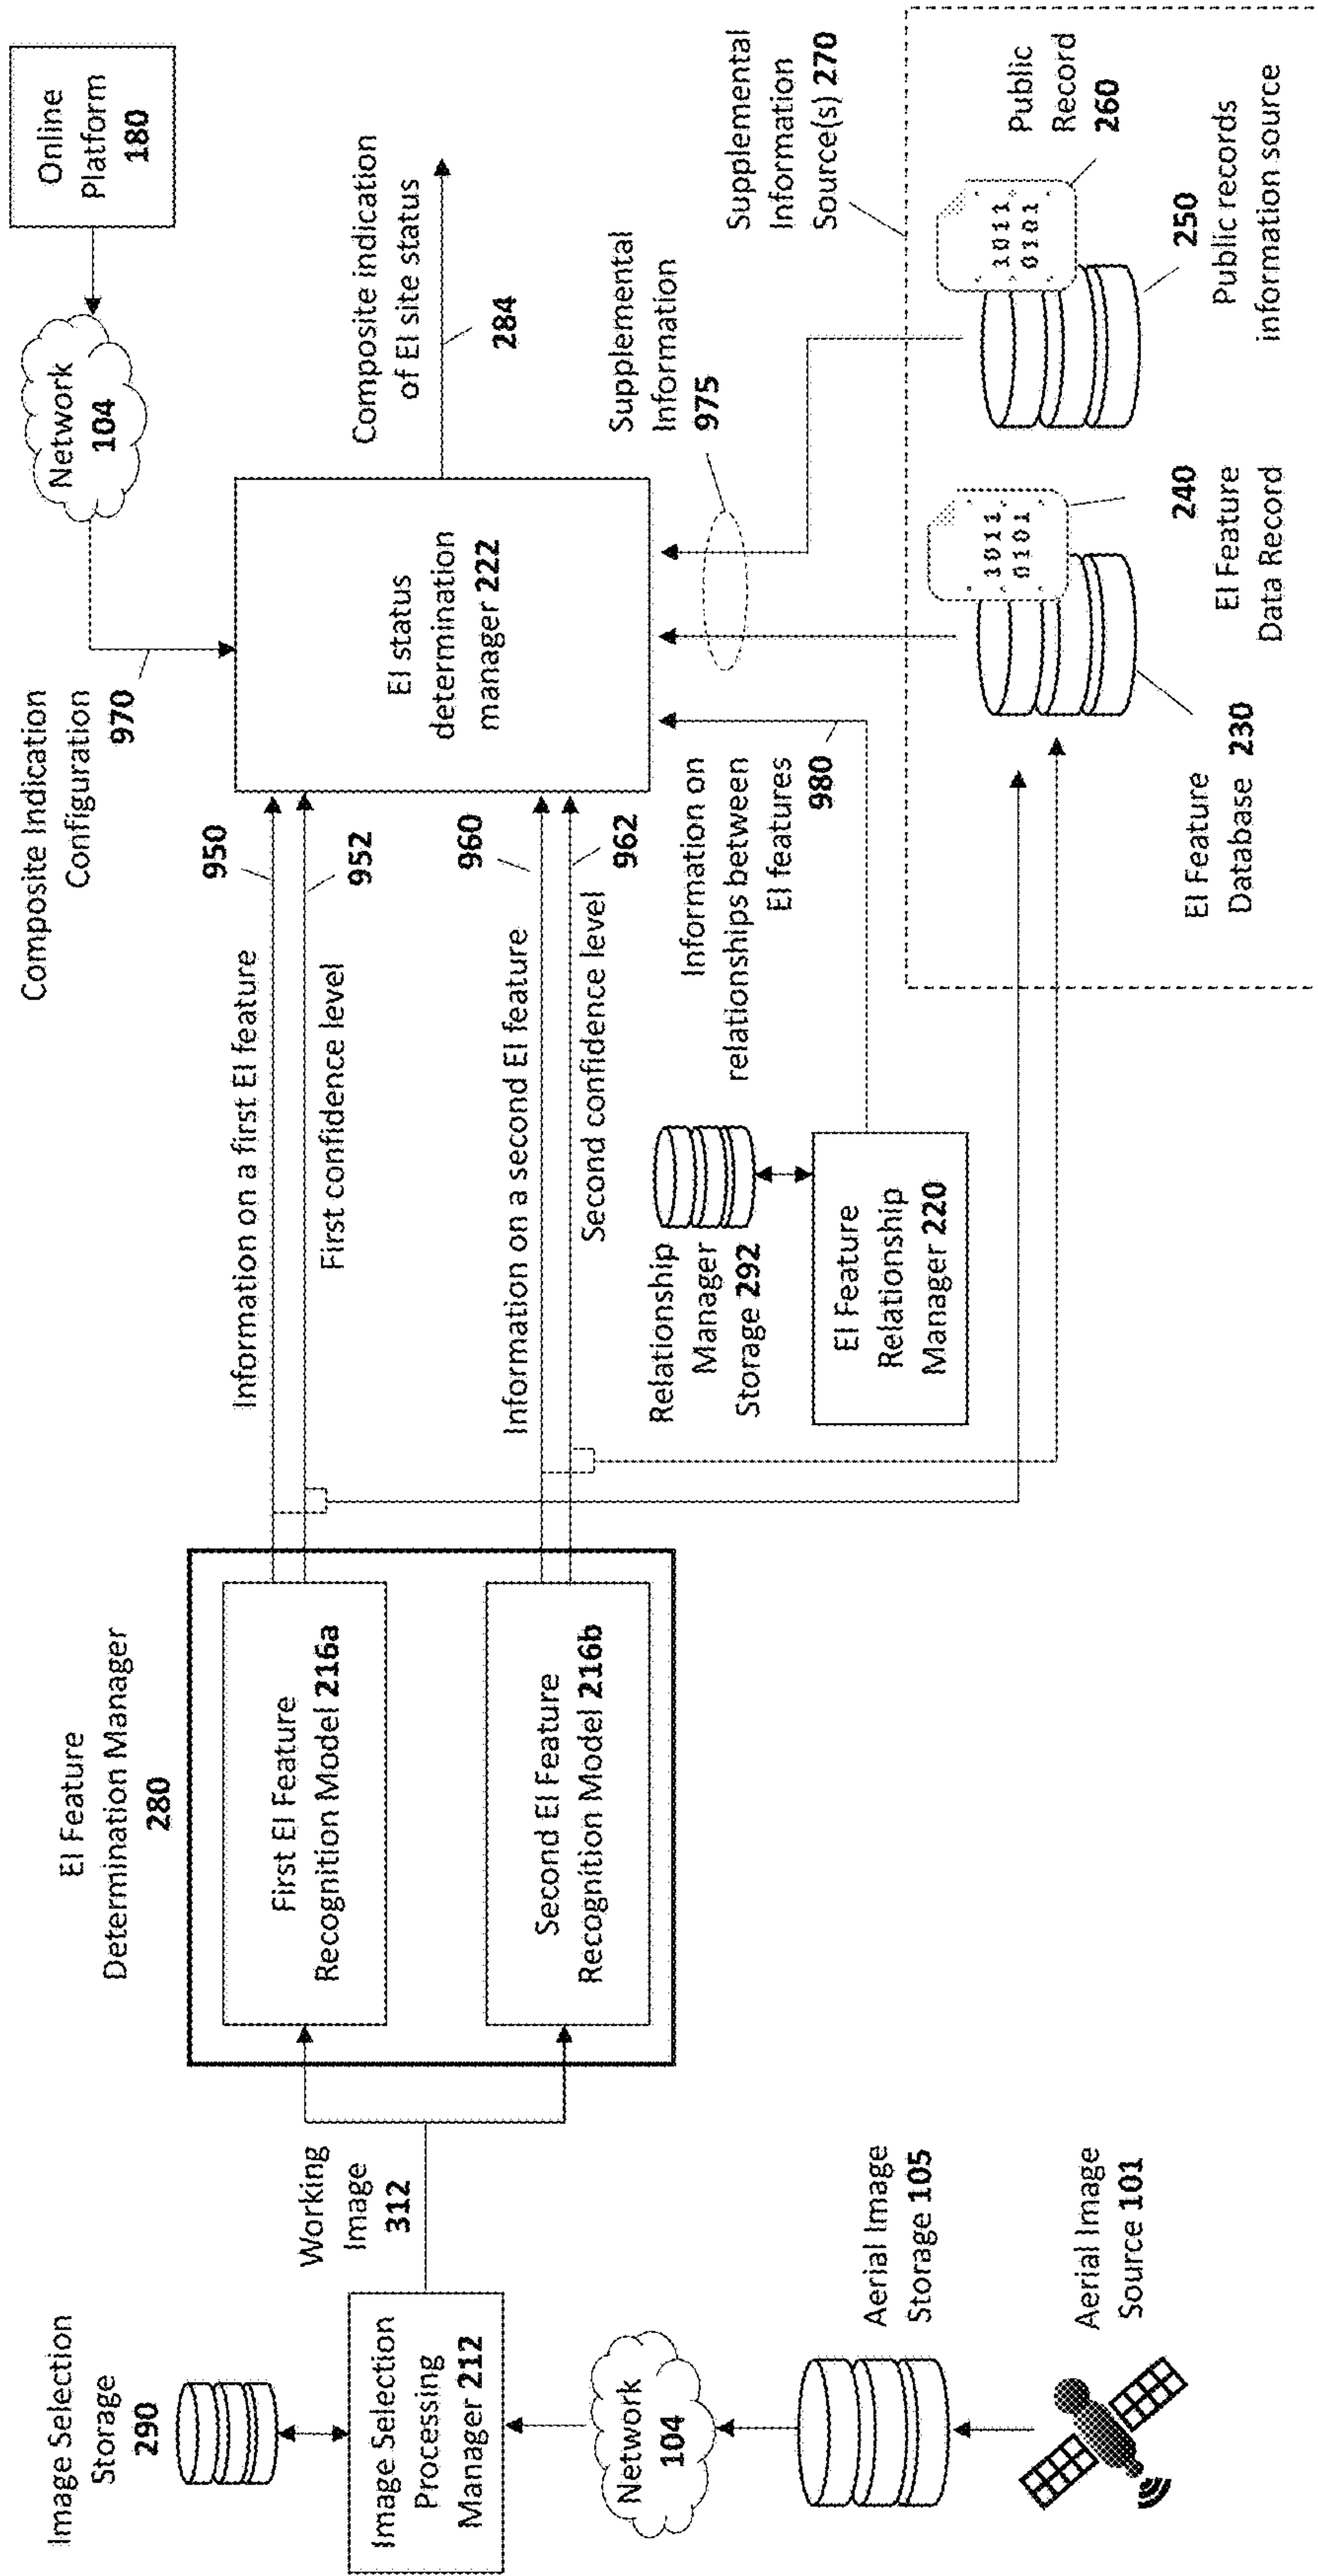 Image Selection
Storage
290
Image Selection
Processing
Manager 212
Network
104
Aerial Image
Storage 105
Aerial Image
Source 101
Working
Image
312
EI Feature
Determination Manager
280
First EI Feature
Recognition Model 216a
Second EI Feature
Recognition Model 216b
Information on a first EI feature
950
First confidence level
952
Information on a second EI feature
960
Second confidence level
962
Relationship
Manager
Storage 292
EI Feature
Relationship
Manager 220
Information on
relationships between
EI features
980
Composite Indication
Configuration
970
Network
104
Online
Platform
180
EI status
determination
manager 222
Composite indication
of EI site status
284
Supplemental
Information
975
Supplemental
Information
Source(s) 270
EI Feature
Database 230
1011
0101
240
EI Feature
Data Record
1011
0101
Public
Record
260
250
Public records
information source